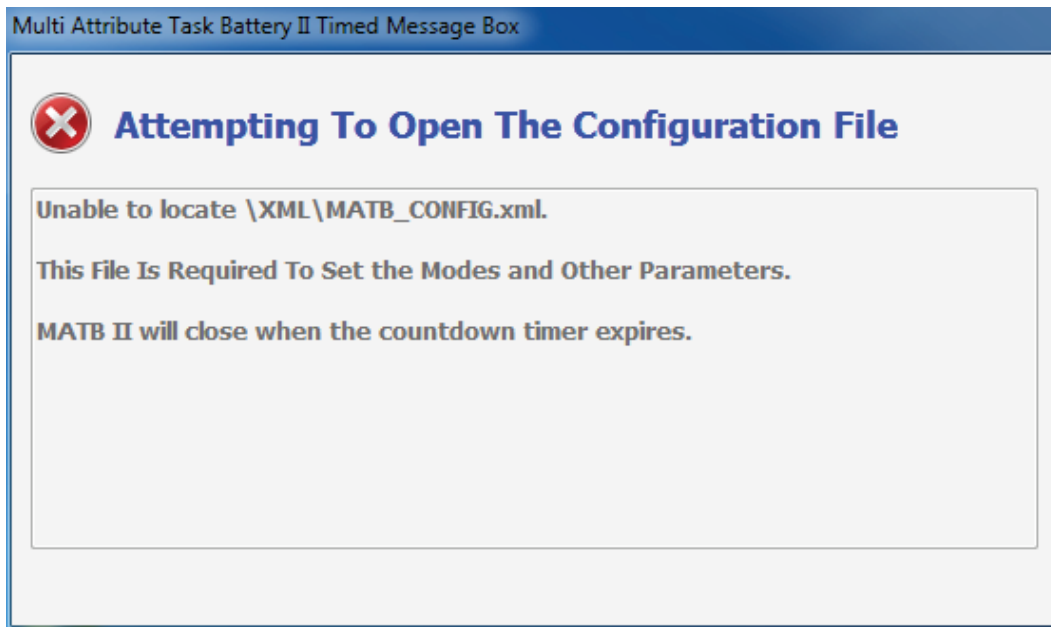 Multi Attribute Task Battery II Timed Message Box
Attempting To Open The Configuration File
Unable to locate \XML\MATB_CONFIG.xml.
This File Is Required To Set the Modes and Other Parameters.
MATB II will close when the countdown timer expires.